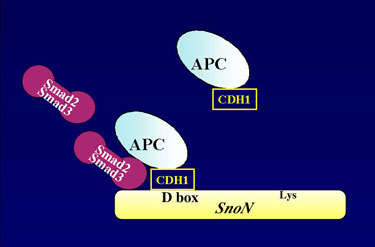 APC
CDH1
Smad2
Smad3
APC
Smad2
Smad3
CDH1
D box
Lys
SnoN